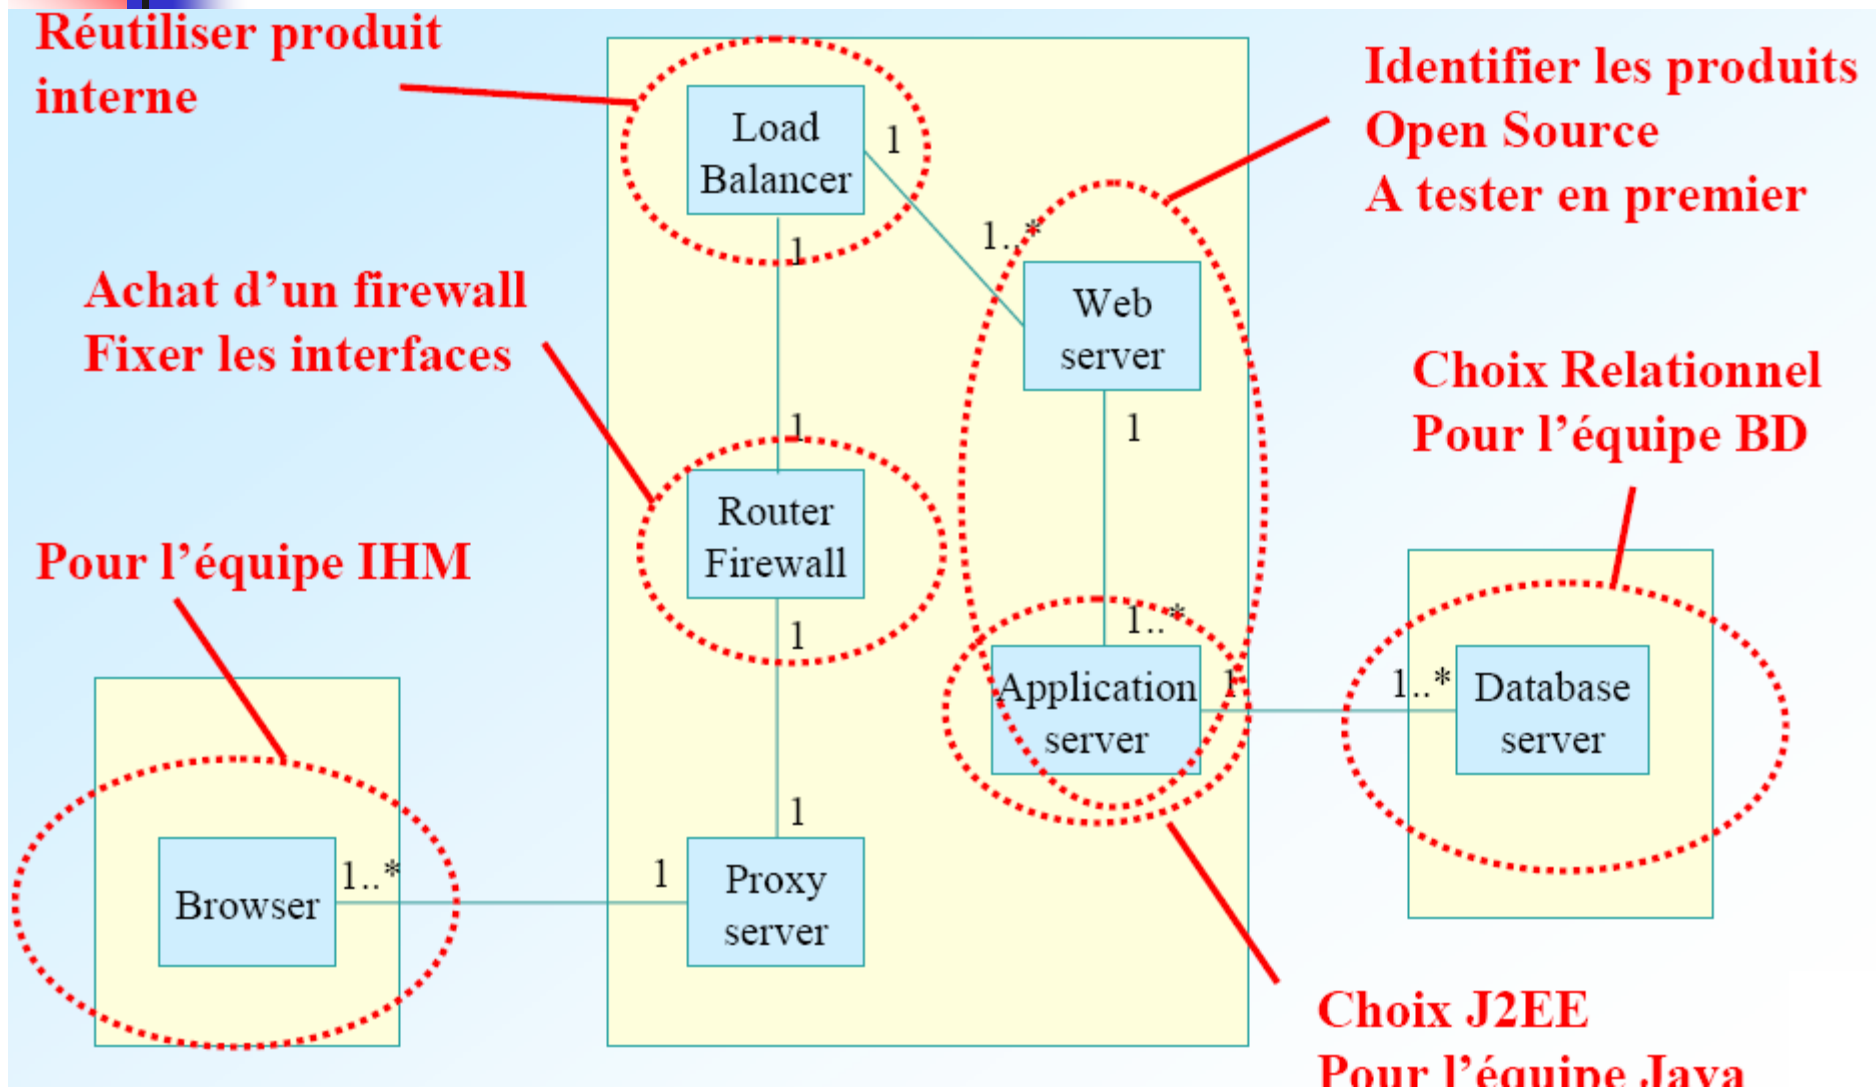 Réutiliser produit
interne
Identifier les produits
Open Source
A tester en premier
Load
Balancer
1
1
1..*
Achat d’un firewall
Fixer les interfaces
Web
server
Choix Relationnel
Pour l’équipe BD
1
1
Router
Firewall
Pour l’équipe IHM
1
1..*
Application
server
1
1..*
Database
server
1
Browser
1..*
1
Proxy
server
Choix J2EE
Pour l’équipe Java